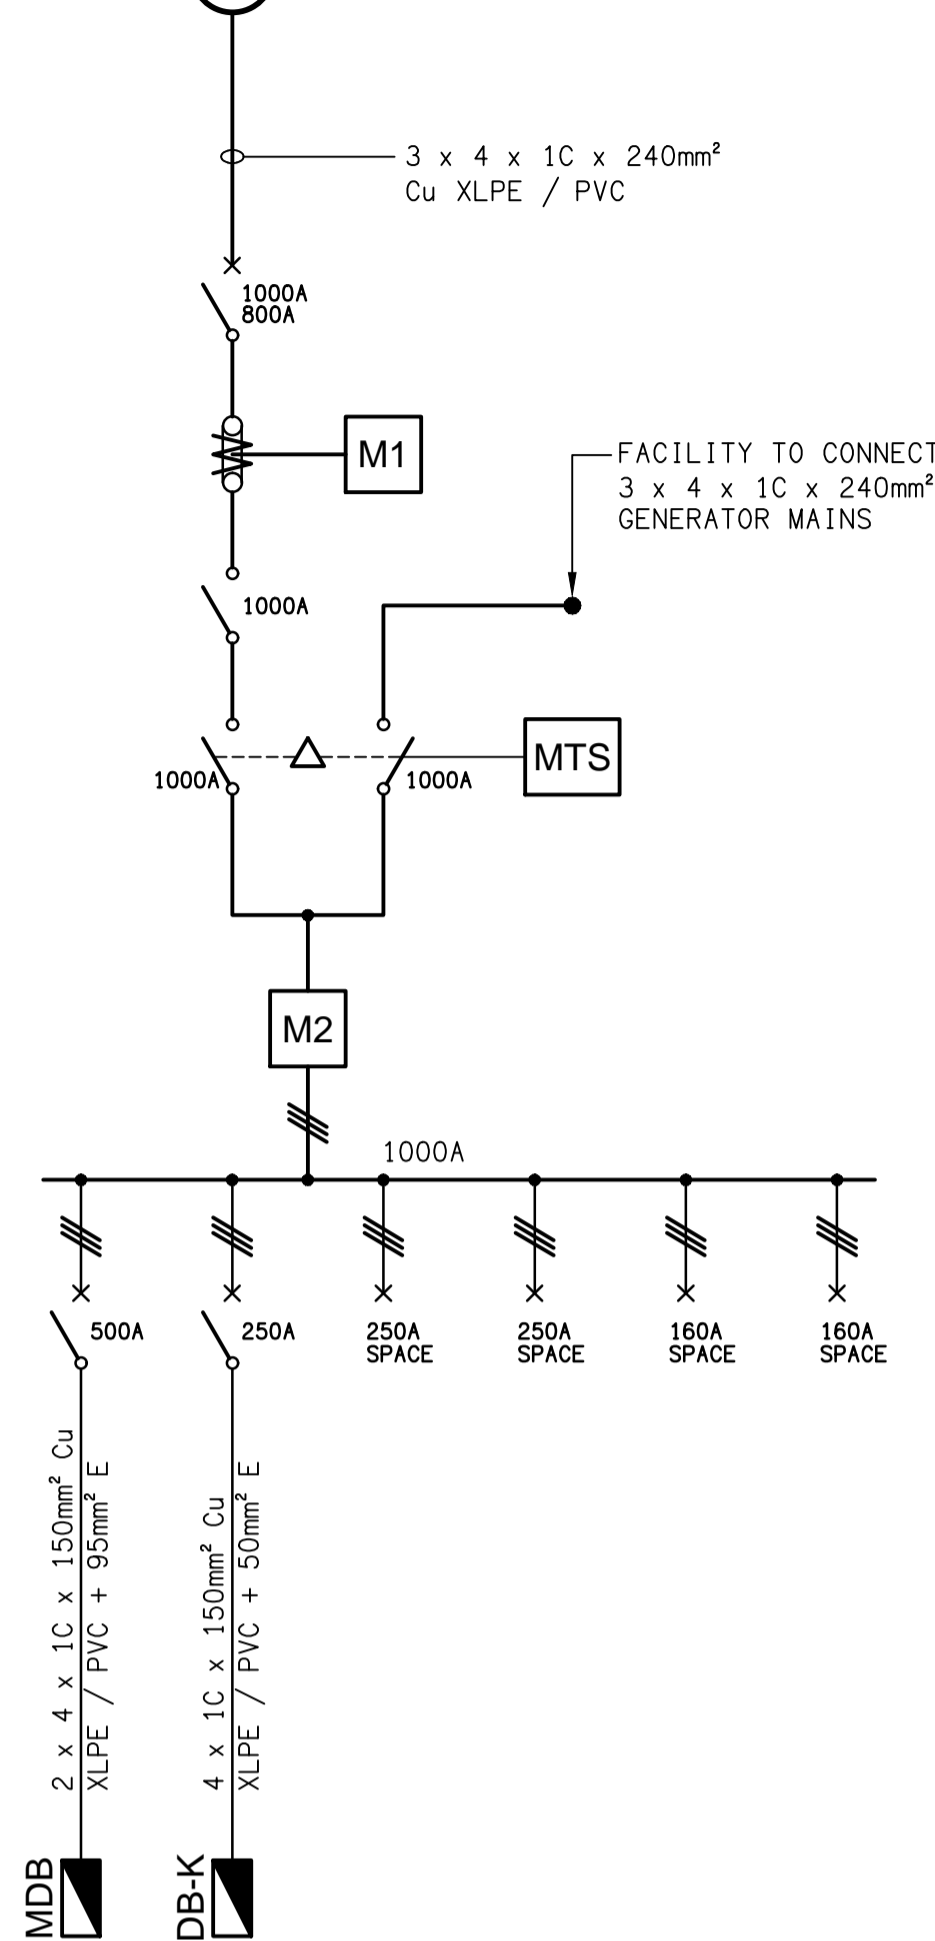 3 x 4 x 1C x 240mm²
Cu XLPE / PVC
1000A
800A
M1
FACILITY TO CONNECT
3 x 4 x 1C x 240mm²
GENERATOR MAINS
1000A
MTS
1000A
1000A
M2
1000A
500A
250A
250A
SPACE
250A
SPACE
160A
SPACE
160A
SPACE
2 x 4 x 1C x 150mm² Cu
XLPE / PVC + 95mm² E
4 x 1C x 150mm² Cu
XLPE / PVC + 50mm² E
MDB
DB-K